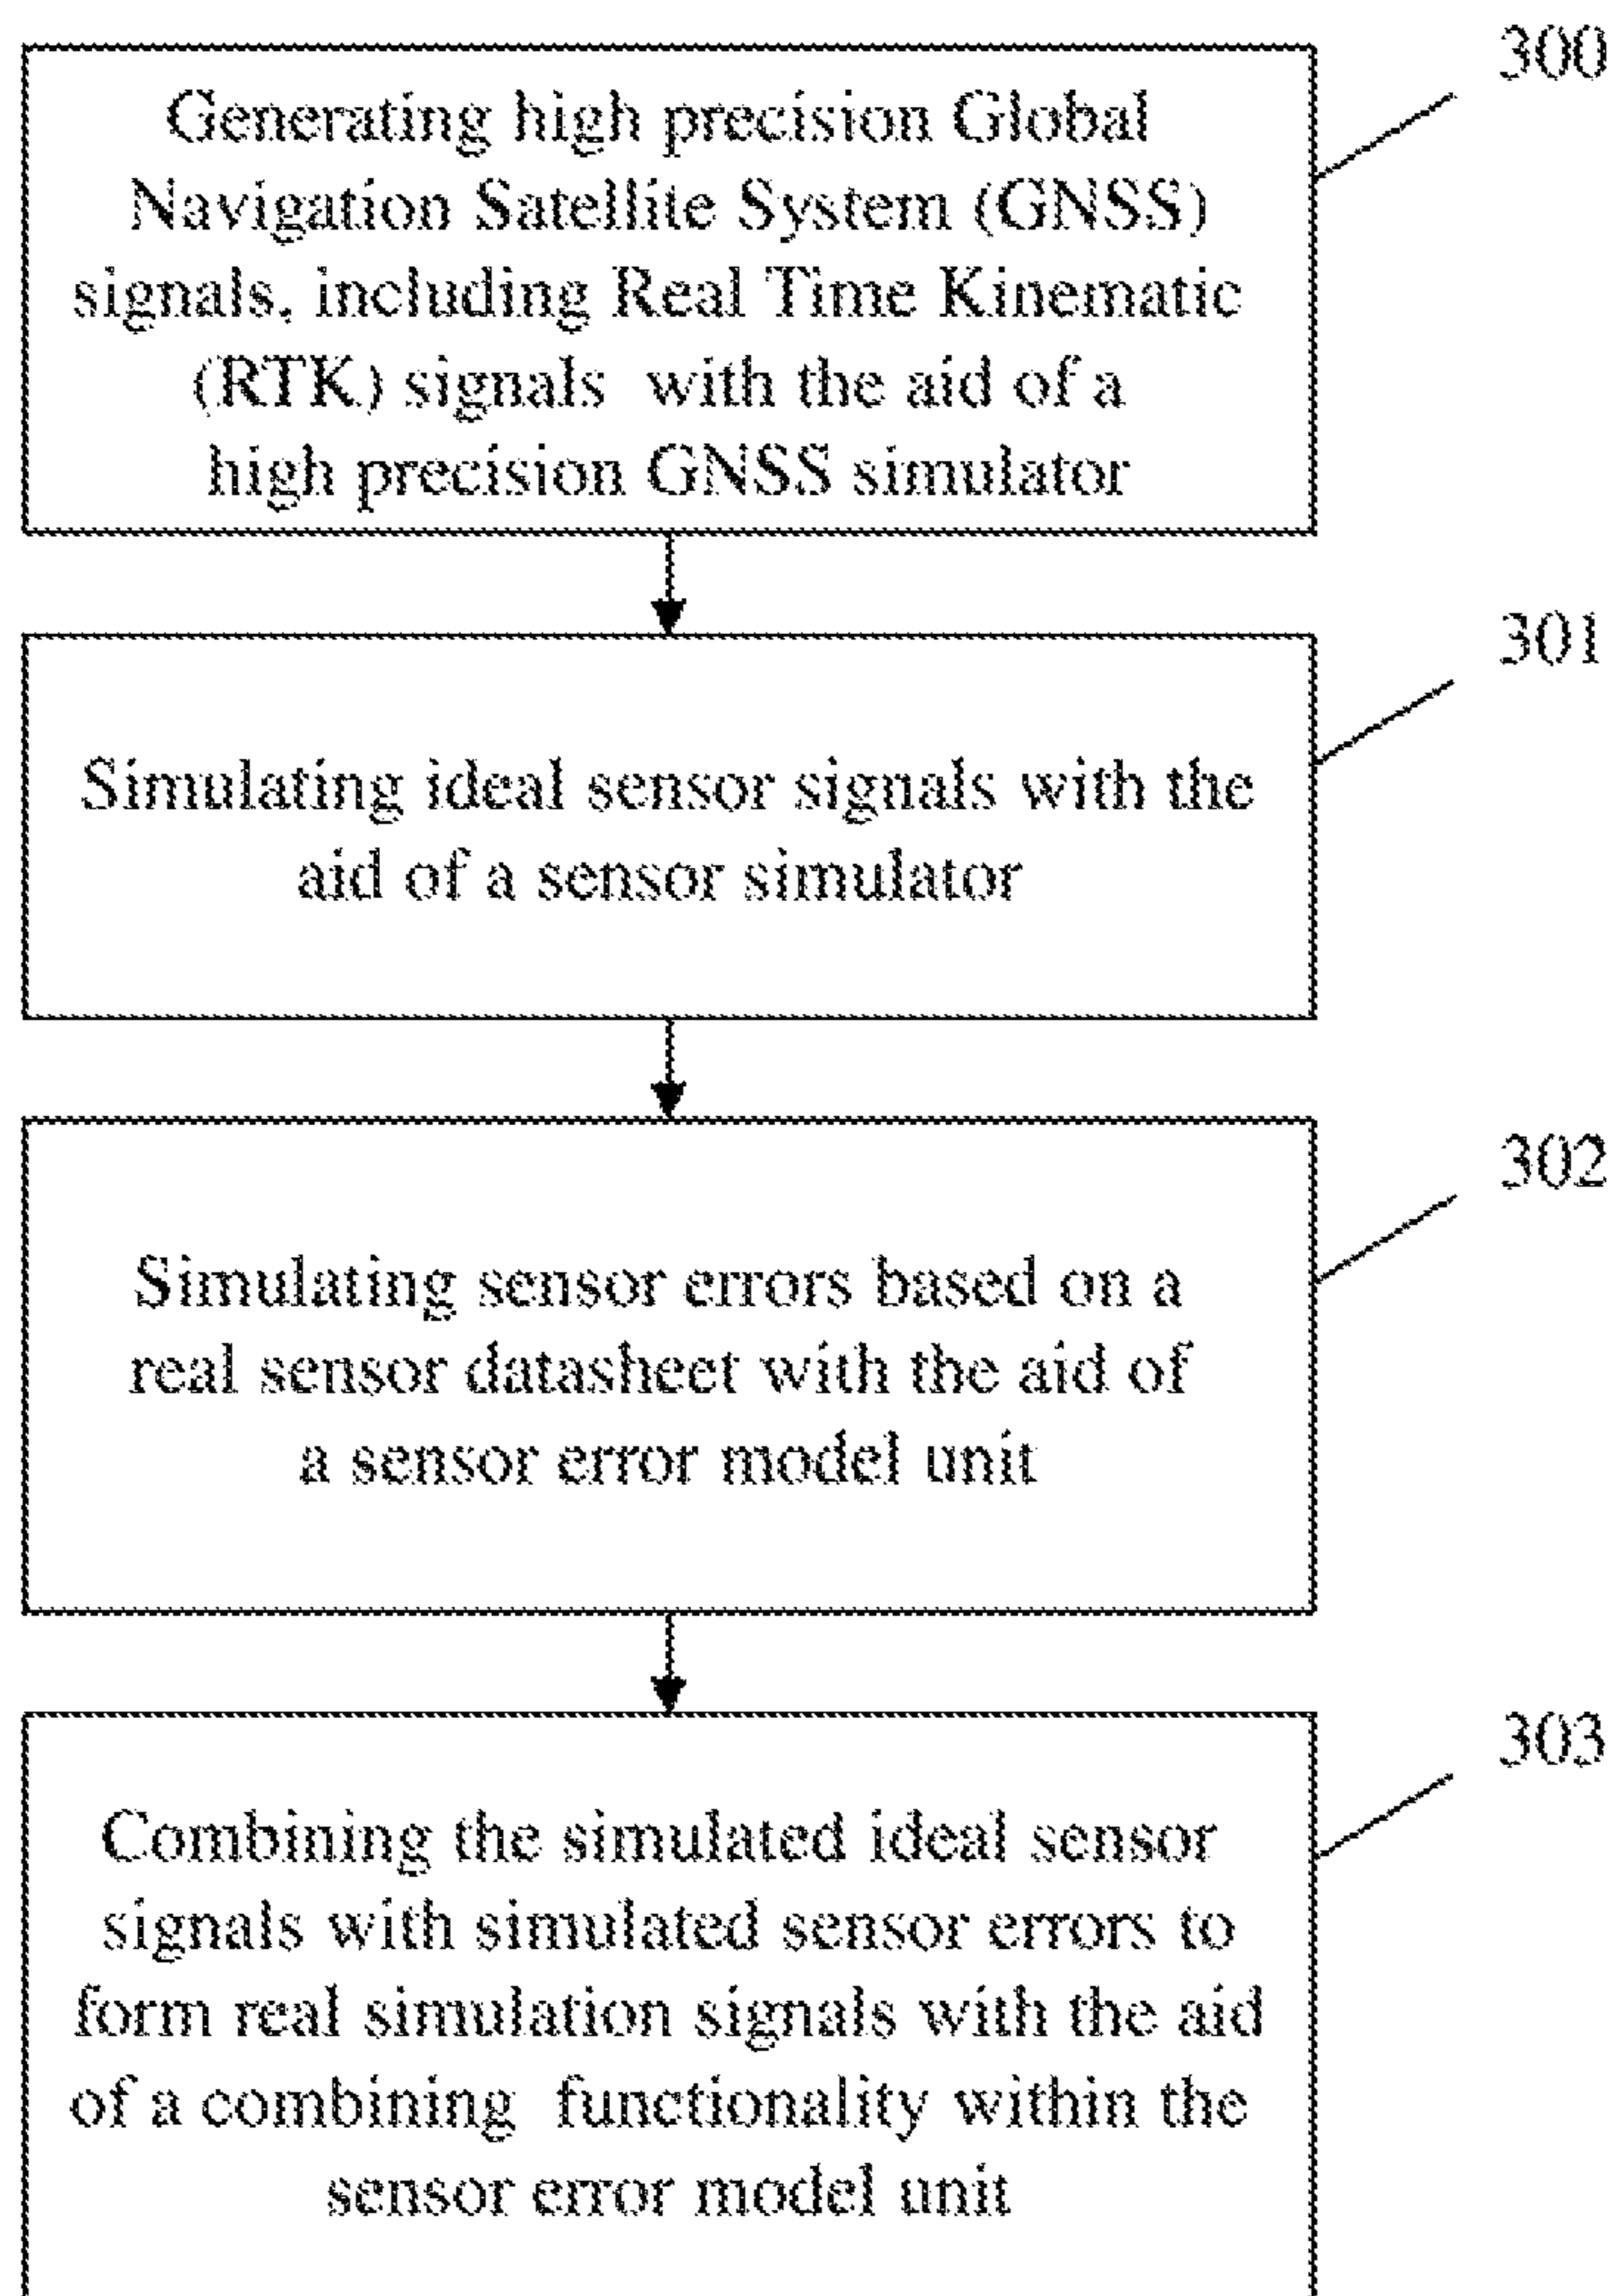 300
Generating high precision Global
Navigation Satellite System (GNSS)
signals, including Real Time Kinematic
(RTK) signals with the aid of a
high precision GNSS simulator
301
Simulating ideal sensor signals with the
aid of a sensor simulator
302
Simulating sensor errors based on a
real sensor datasheet with the aid of
a sensor error model unit
303
Combining the simulated ideal sensor
signals with simulated sensor errors to
form real simulation signals with the aid
of a combining functionality within the
sensor error model unit